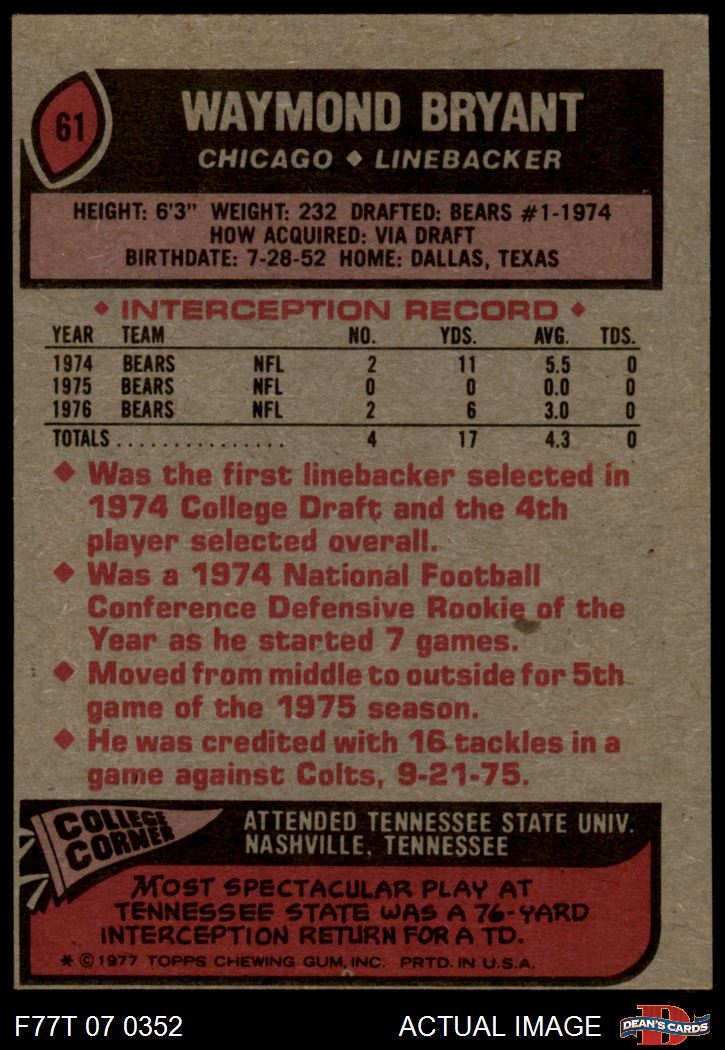 61
WAYMOND BRYANT
CHICAGO ◆ LINEBACKER
HEIGHT: 6'3" WEIGHT: 232 DRAFTED: BEARS #1-1974
HOW ACQUIRED: VIA DRAFT
BIRTHDATE: 7-28-52 HOME: DALLAS, TEXAS
◆ INTERCEPTION RECORD ◆
YEAR TEAM NO. YDS. AVG. TDS.
1974 BEARS NFL 2 11 5.5 0
1975 BEARS NFL 0 0 0.0 0
1976 BEARS NFL 2 6 3.0 0
TOTALS................ 4 17 4.3 0
◆ Was the first linebacker selected in
1974 College Draft and the 4th
player selected overall.
◆ Was a 1974 National Football
Conference Defensive Rookie of the
Year as he started 7 games.
◆ Moved from middle to outside for 5th
game of the 1975 season.
◆ He was credited with 16 tackles in a
game against Colts, 9-21-75.
COLLEGE
CORNER
ATTENDED TENNESSEE STATE UNIV.
NASHVILLE, TENNESSEE
MOST SPECTACULAR PLAY AT
TENNESSEE STATE WAS A 76-YARD
INTERCEPTION RETURN FOR A TD.
* © 1977 TOPPS CHEWING GUM, INC. PRTD. IN U.S.A.
F77T 07 0352
ACTUAL IMAGE
D
DEAN'S CARDS